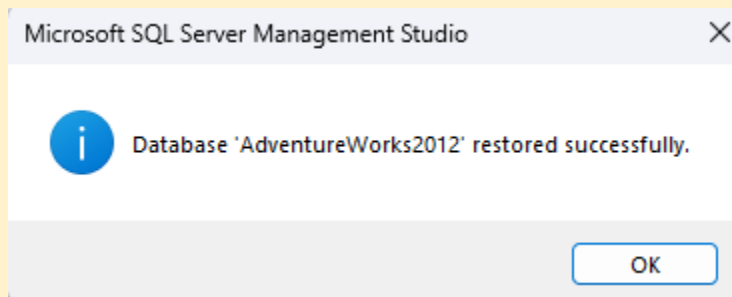 Microsoft SQL Server Management Studio
Database 'AdventureWorks2012' restored successfully.
OK